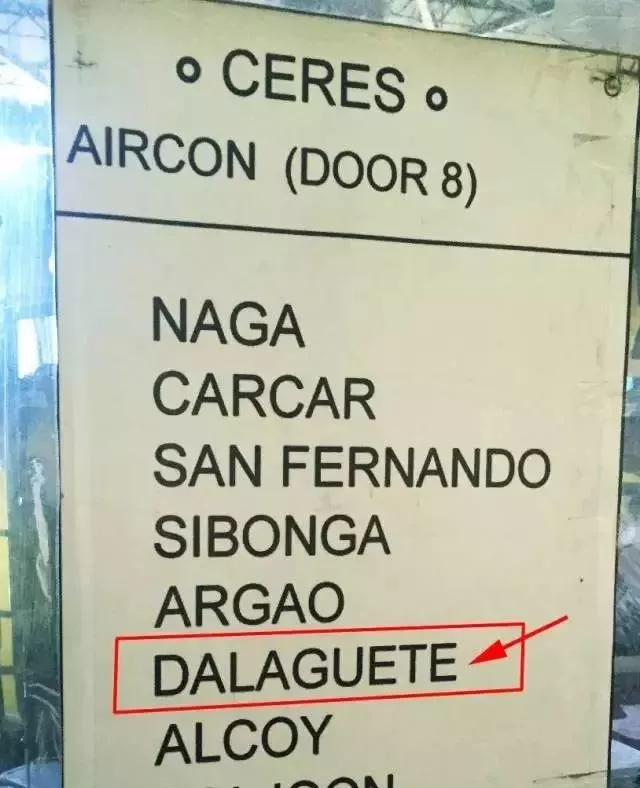 CERES
AIRCON (DOOR 8)
NAGA
CARCAR
SAN FERNANDO
SIBONGA
ARGAO
DALAGUETE
ALCOY